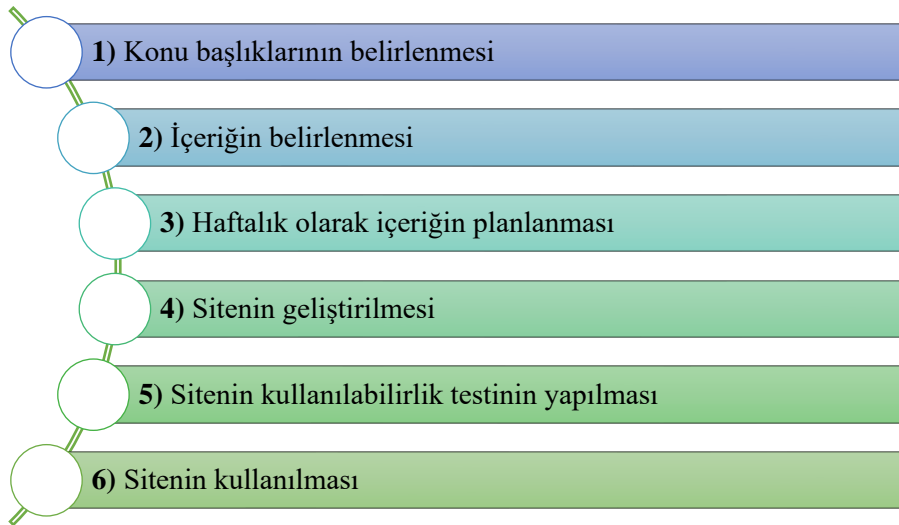 1) Konu başlıklarının belirlenmesi
2) İçeriğin belirlenmesi
3) Haftalık olarak içeriğin planlanması
4) Sitenin geliştirilmesi
5) Sitenin kullanılabilirlik testinin yapılması
6) Sitenin kullanılması